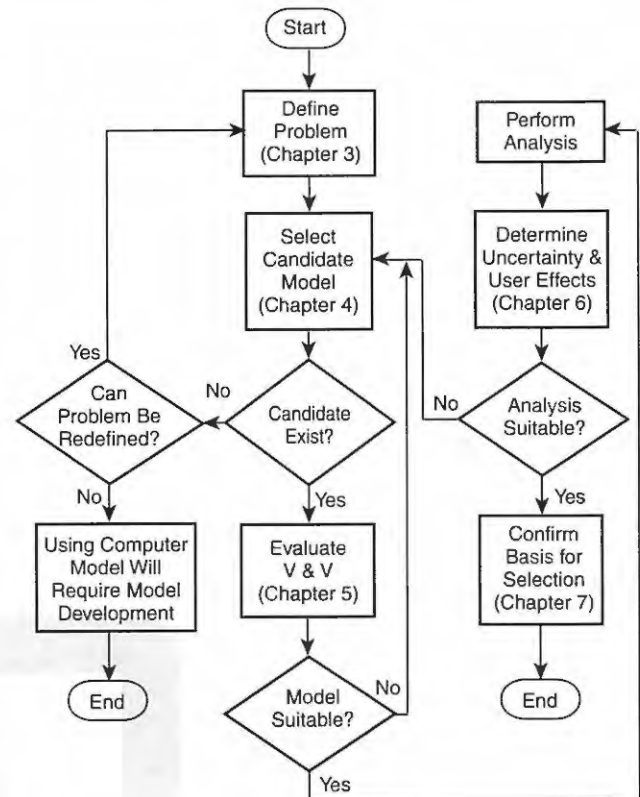 Start
Define
Problem
(Chapter 3)
Select
Candidate
Model
(Chapter 4)
Candidate
Exist?
No
Can
Problem Be
Redefined?
Yes
No
Using Computer
Model Will
Require Model
Development
End
Yes
Evaluate
V & V
(Chapter 5)
Model
Suitable?
No
Yes
Perform
Analysis
Determine
Uncertainty &
User Effects
(Chapter 6)
Analysis
Suitable?
No
Yes
Confirm
Basis for
Selection
(Chapter 7)
End